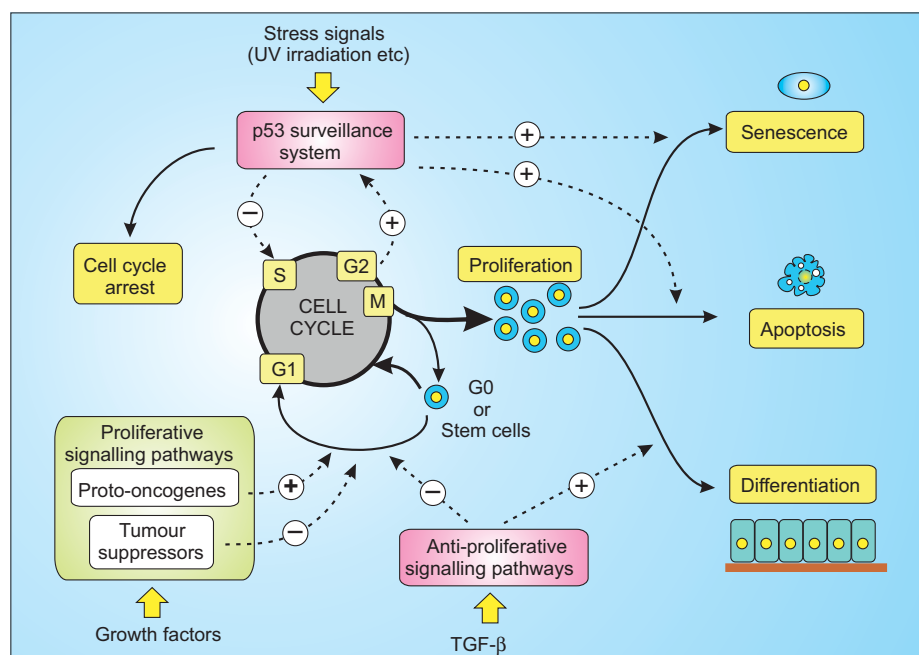 Stress signals
(UV irradiation etc)
p53 surveillance
system
+
+
Senescence
−
+
Cell cycle
arrest
S
G2
M
G1
CELL
CYCLE
Proliferation
Apoptosis
G0
or
Stem cells
Proliferative
signalling pathways
Proto-oncogenes
+
Tumour
suppressors
−
−
+
Differentiation
Anti-proliferative
signalling pathways
Growth factors
TGF-β